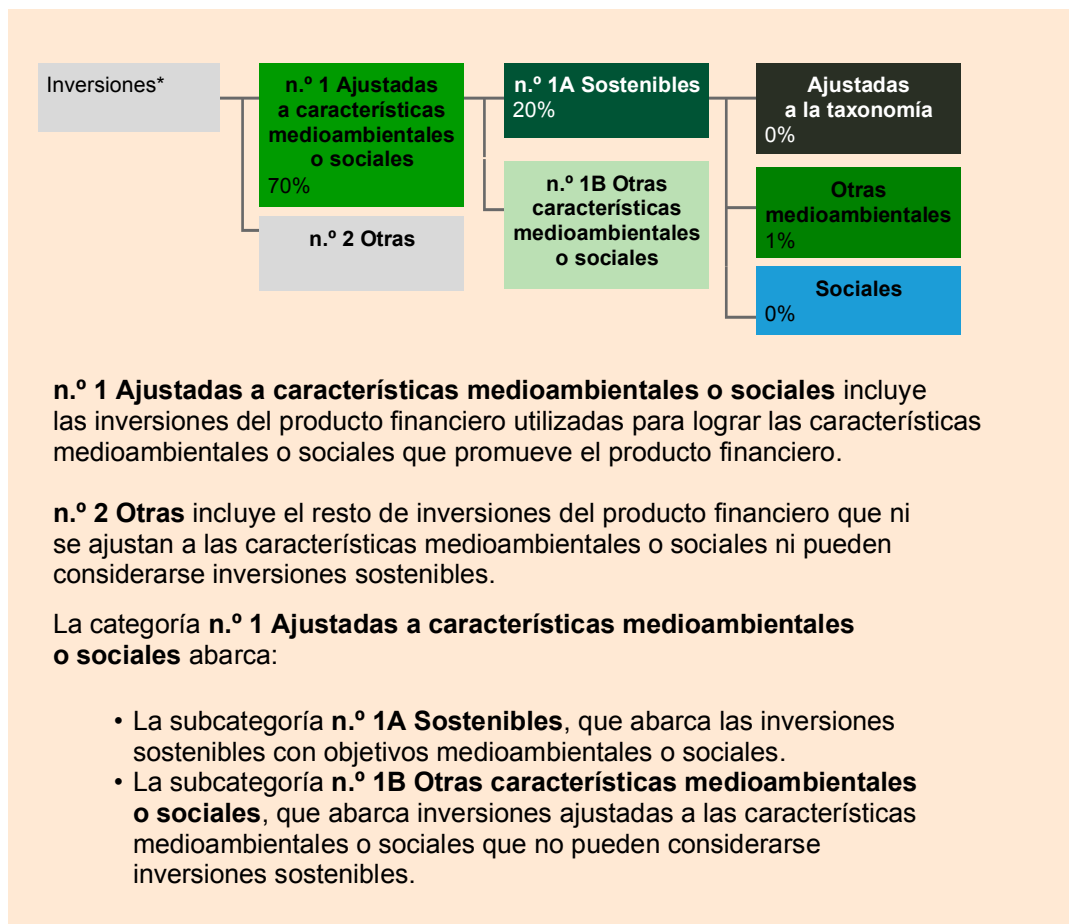 Inversiones*
n.º 1 Ajustadas
a características
medioambientales
o sociales
70%
n.º 2 Otras
n.º 1A Sostenibles
20%
n.º 1B Otras
características
medioambientales
o sociales
Ajustadas
a la taxonomía
0%
Otras
medioambientales
1%
Sociales
0%
n.º 1 Ajustadas a características medioambientales o sociales incluye
las inversiones del producto financiero utilizadas para lograr las características
medioambientales o sociales que promueve el producto financiero.
n.º 2 Otras incluye el resto de inversiones del producto financiero que ni
se ajustan a las características medioambientales o sociales ni pueden
considerarse inversiones sostenibles.
La categoría n.º 1 Ajustadas a características medioambientales
o sociales abarca:
• La subcategoría n.º 1A Sostenibles, que abarca las inversiones
sostenibles con objetivos medioambientales o sociales.
• La subcategoría n.º 1B Otras características medioambientales
o sociales, que abarca inversiones ajustadas a las características
medioambientales o sociales que no pueden considerarse
inversiones sostenibles.